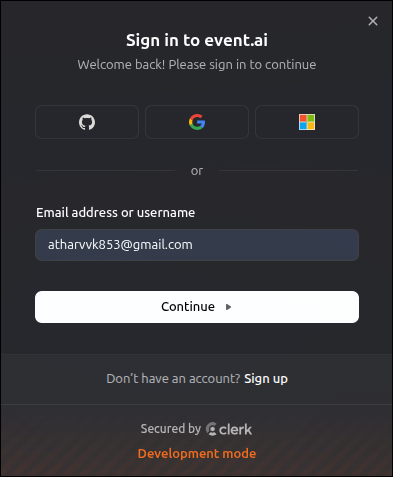 Sign in to event.ai
Welcome back! Please sign in to continue
or
Email address or username
atharvvk853@gmail.com
Continue
Don't have an account? Sign up
Secured by clerk
Development mode